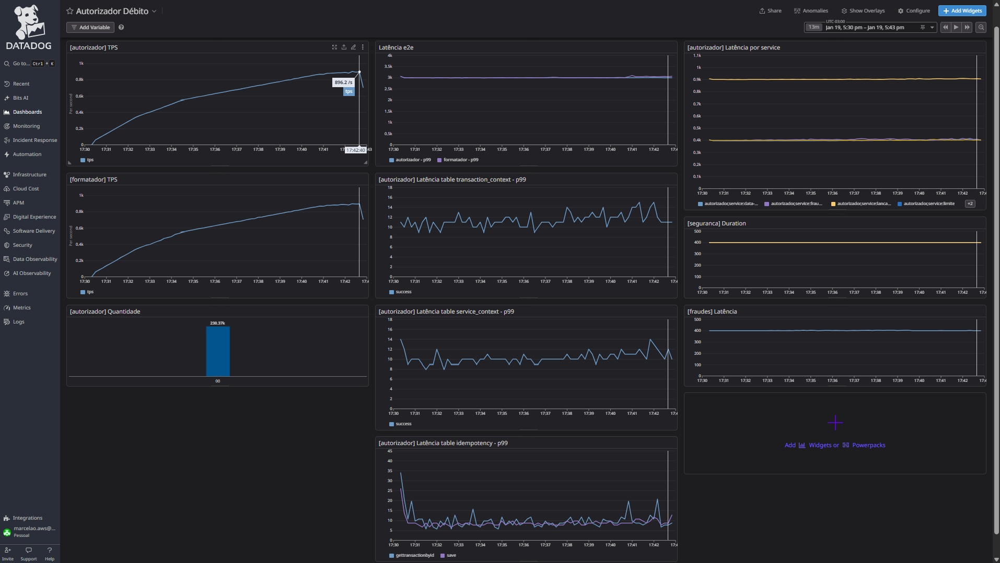 DATADOG
Go to... Ctrl + K
Recent
Bits AI
Dashboards
Monitoring
Incident Response
Automation
Infrastructure
Cloud Cost
APM
Digital Experience
Software Delivery
Security
Data Observability
AI Observability
Errors
Metrics
Logs
Integrations
marcelao.aws@...
Pessoal
Invite Support Help
Autorizador Débito
Share Anomalies Show Overlays Configure Add Widgets
Add Variable
UTC-03:00
13m Jan 19, 5:30 pm – Jan 19, 5:43 pm
[autorizador] TPS
Per second
1k
0.8k
0.6k
0.4k
0.2k
0
896.2 /s
tps
17:30 17:31 17:32 17:33 17:34 17:35 17:36 17:37 17:38 17:39 17:40 17:41 17:42:40
tps
[formatador] TPS
Per second
1k
0.8k
0.6k
0.4k
0.2k
0
17:30 17:31 17:32 17:33 17:34 17:35 17:36 17:37 17:38 17:39 17:40 17:41 17:42 17:4
tps
[autorizador] Quantidade
230.37k
00
Latência e2e
4k
3.5k
3k
2.5k
2k
1.5k
1k
0.5k
0
17:30 17:31 17:32 17:33 17:34 17:35 17:36 17:37 17:38 17:39 17:40 17:41 17:42 17:4
autorizador - p99 formatador - p99
[autorizador] Latência table transaction_context - p99
18
16
14
12
10
8
6
4
2
0
17:30 17:31 17:32 17:33 17:34 17:35 17:36 17:37 17:38 17:39 17:40 17:41 17:42 17:4
success
[autorizador] Latência table service_context - p99
18
16
14
12
10
8
6
4
2
0
17:30 17:31 17:32 17:33 17:34 17:35 17:36 17:37 17:38 17:39 17:40 17:41 17:42 17:4
success
[autorizador] Latência table idempotency - p99
45
40
35
30
25
20
15
10
5
0
17:30 17:31 17:32 17:33 17:34 17:35 17:36 17:37 17:38 17:39 17:40 17:41 17:42 17:4
gettransactionbyid save
[autorizador] Latência por service
1.1k
1k
0.9k
0.8k
0.7k
0.6k
0.5k
0.4k
0.3k
0.2k
0.1k
0
17:30 17:31 17:32 17:33 17:34 17:35 17:36 17:37 17:38 17:39 17:40 17:41 17:42 17:4
autorizador,service:data-... autorizador,service:frau... autorizador,service:lanca... autorizador,service:limite +2
[seguranca] Duration
500
400
300
200
100
0
17:30 17:31 17:32 17:33 17:34 17:35 17:36 17:37 17:38 17:39 17:40 17:41 17:42 17:4
[fraudes] Latência
500
400
300
200
100
0
17:30 17:31 17:32 17:33 17:34 17:35 17:36 17:37 17:38 17:39 17:40 17:41 17:42 17:4
Add Widgets or Powerpacks